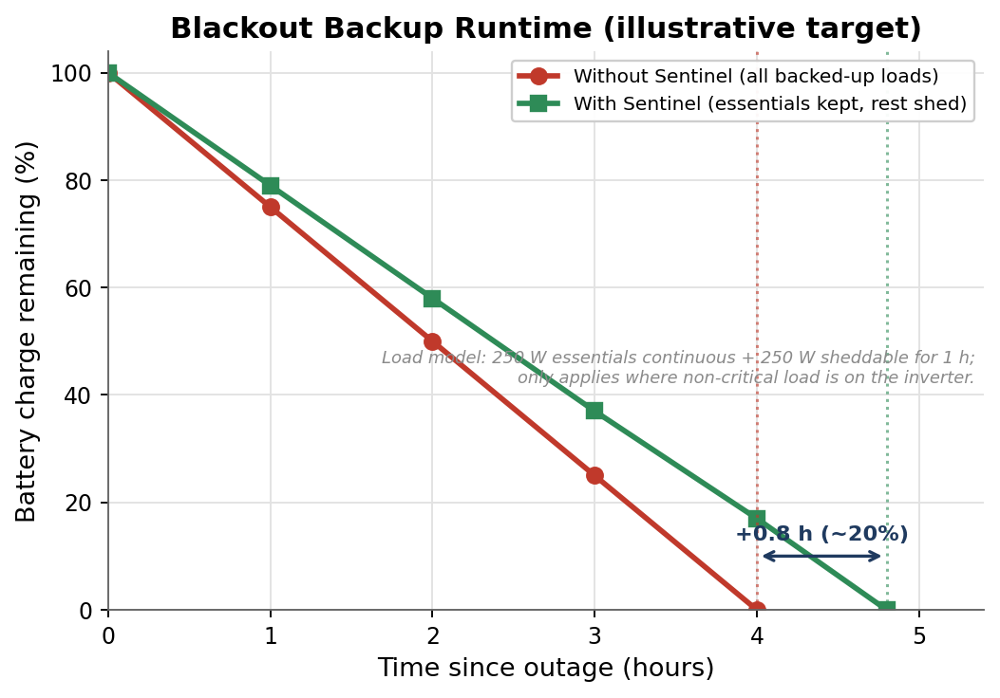 Blackout Backup Runtime (illustrative target)
Without Sentinel (all backed-up loads)
With Sentinel (essentials kept, rest shed)
Battery charge remaining (%)
100
80
60
40
20
0
Load model: 250 W essentials continuous + 250 W sheddable for 1 h;
only applies where non-critical load is on the inverter.
+0.8 h (~20%)
0 1 2 3 4 5
Time since outage (hours)